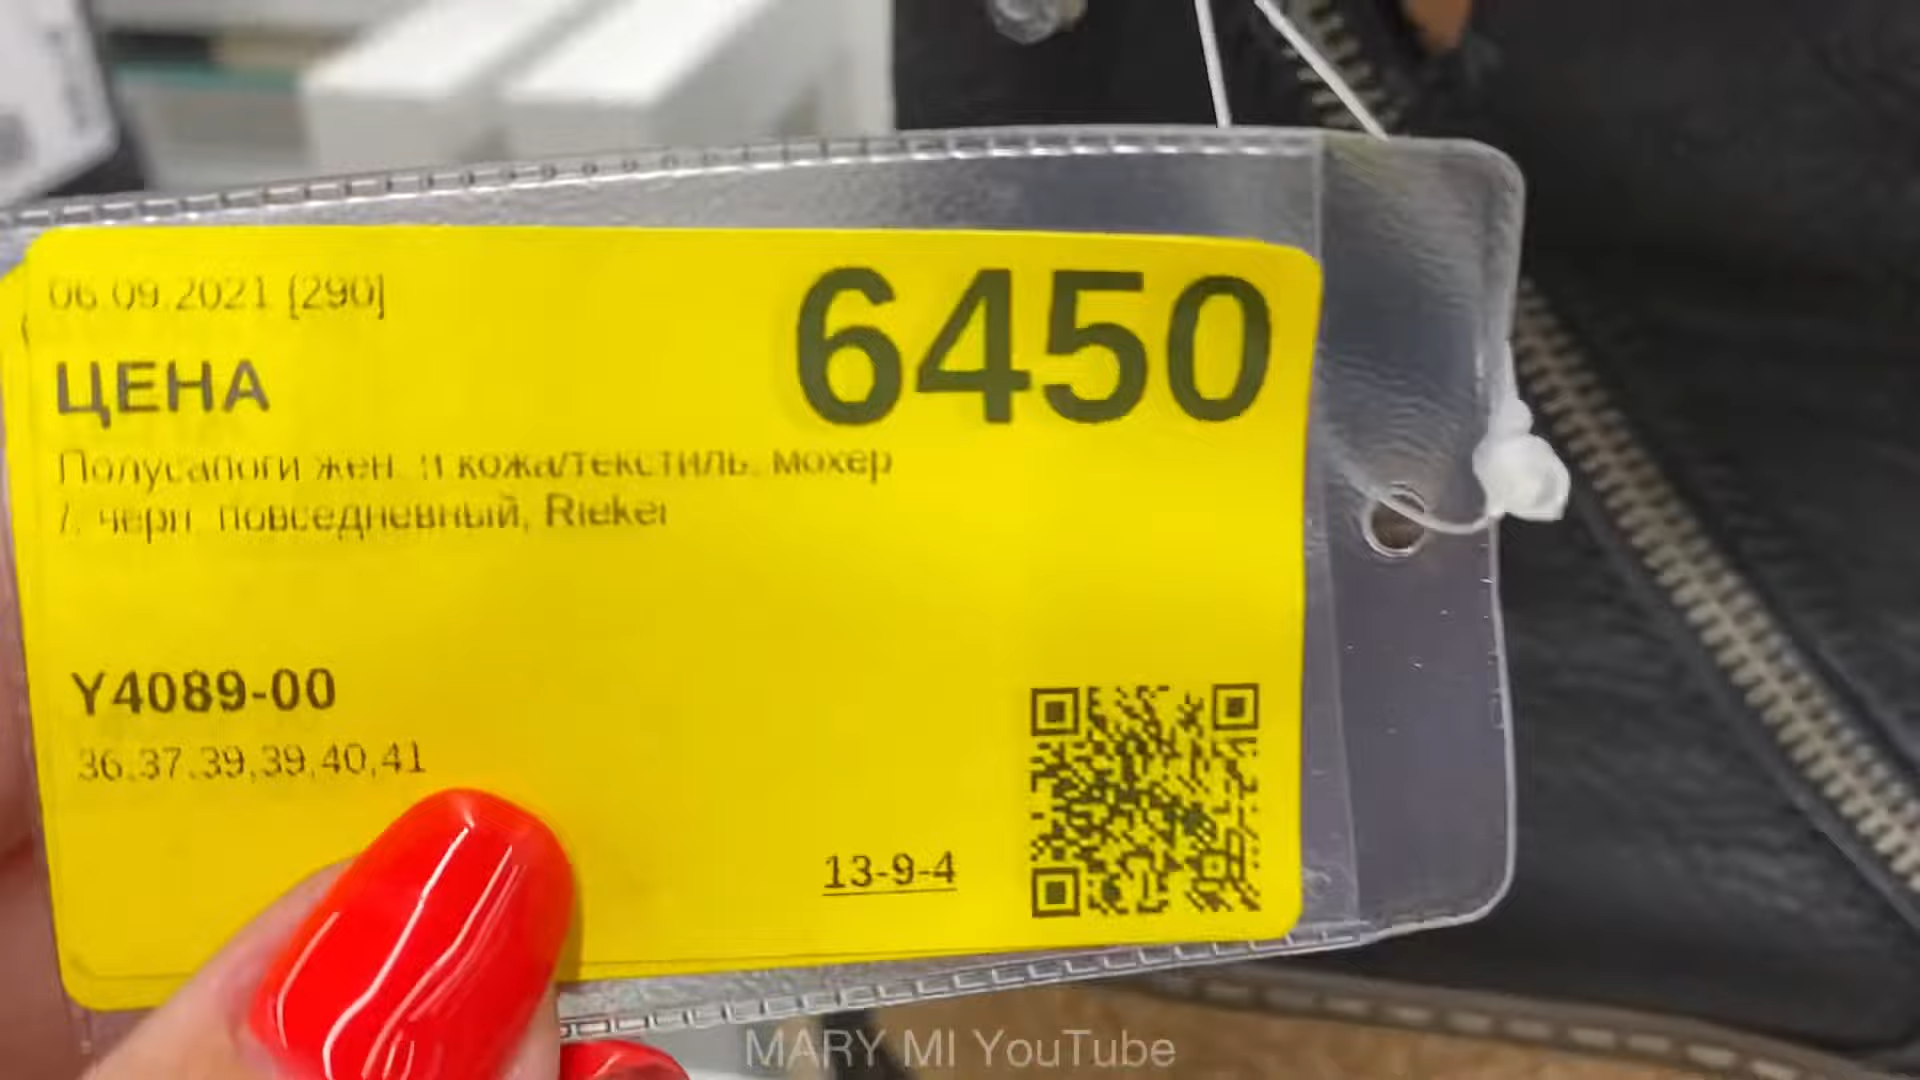 06.09.2021 [290]
ЦЕНА
6450
Полусапоги жен. и кожа/текстиль, мохер
7, черн. повседневный, Rieker
Y4089-00
36,37,39,39,40,41
13-9-4
MARY MI YouTube